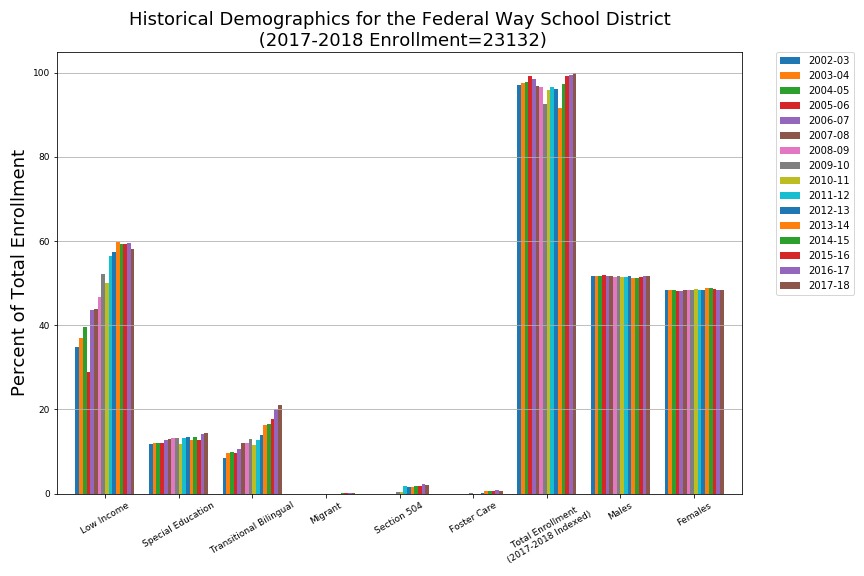 Historical Demographics for the Federal Way School District
(2017-2018 Enrollment=23132)
Percent of Total Enrollment
100
80
60
40
20
0
Low Income
Special Education
Transitional Bilingual
Migrant
Section 504
Foster Care
Total Enrollment
(2017-2018 Indexed)
Males
Females
2002-03
2003-04
2004-05
2005-06
2006-07
2007-08
2008-09
2009-10
2010-11
2011-12
2012-13
2013-14
2014-15
2015-16
2016-17
2017-18